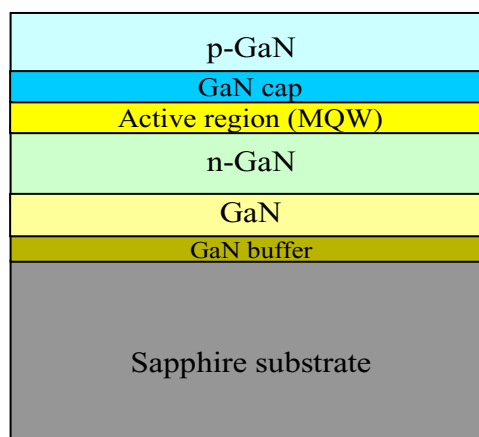 p-GaN
GaN cap
Active region (MQW)
n-GaN
GaN
GaN buffer
Sapphire substrate